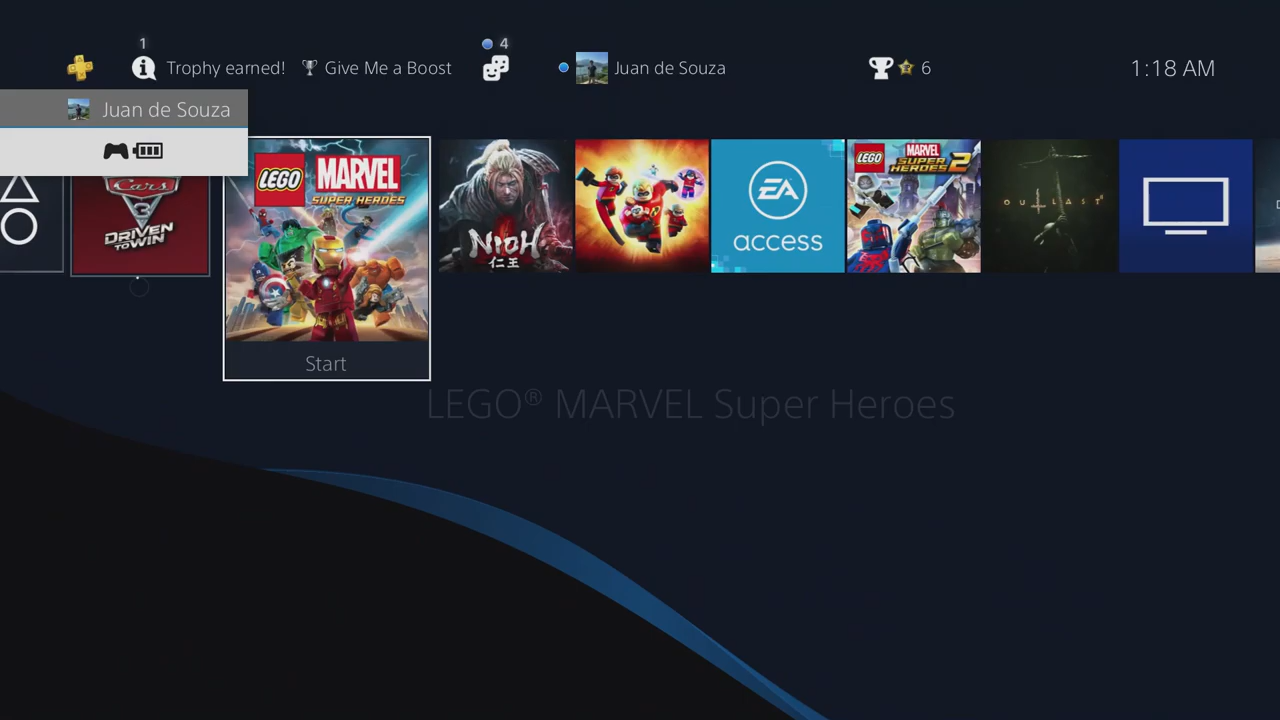 1
Trophy earned!
Give Me a Boost
4
Juan de Souza
6
1:18 AM
Juan de Souza
Cars
3
DRIVEN
TO WIN
LEGO
MARVEL
SUPER HEROES
Start
NIOH
仁王
EA
access
LEGO
MARVEL
SUPER HEROES 2
OUTLAST
LEGO® MARVEL Super Heroes